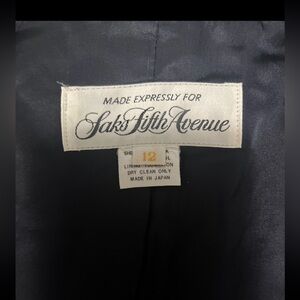 MADE EXPRESSLY FOR
Saks Fifth Avenue
12
DRY CLEAN ONLY
MADE IN JAPAN